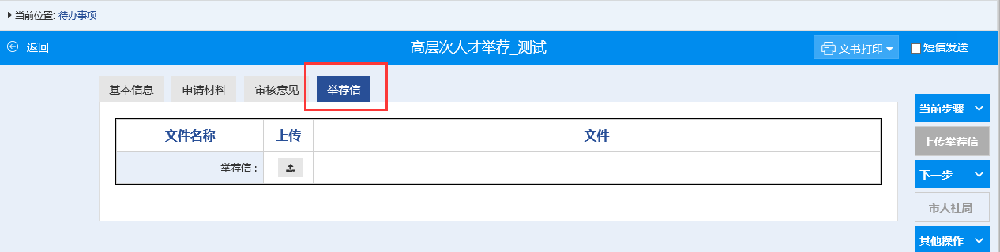 当前位置: 待办事项
返回
高层次人才举荐_测试
文书打印
短信发送
基本信息
申请材料
审核意见
举荐信
文件名称
上传
文件
举荐信 :
当前步骤
上传举荐信
下一步
市人社局
其他操作